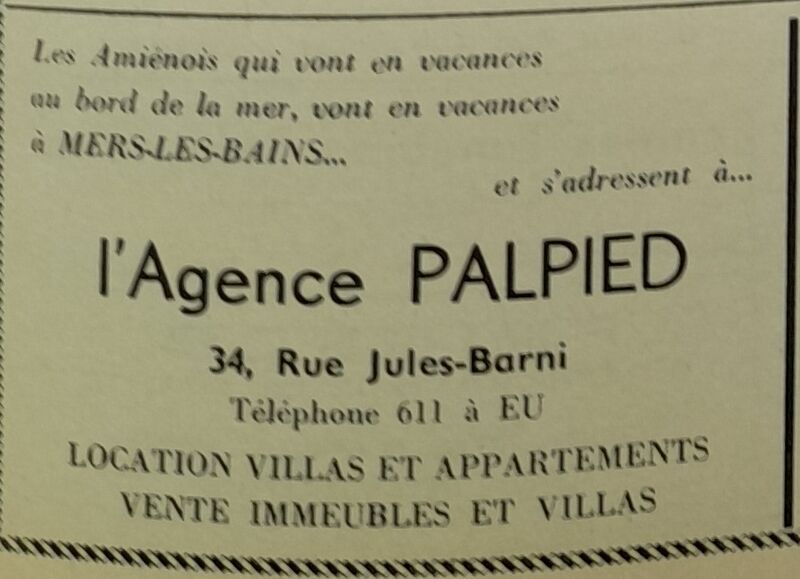 Les Amiénois qui vont en vacances
au bord de la mer, vont en vacances
à MERS-LES-BAINS...
et s'adressent à...
l'Agence PALPIED
34, Rue Jules-Barni
Téléphone 611 à EU
LOCATION VILLAS ET APPARTEMENTS
VENTE IMMEUBLES ET VILLAS